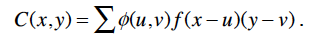 C(x,y) = ∑ϕ(u,v)f(x−u)(y−v).